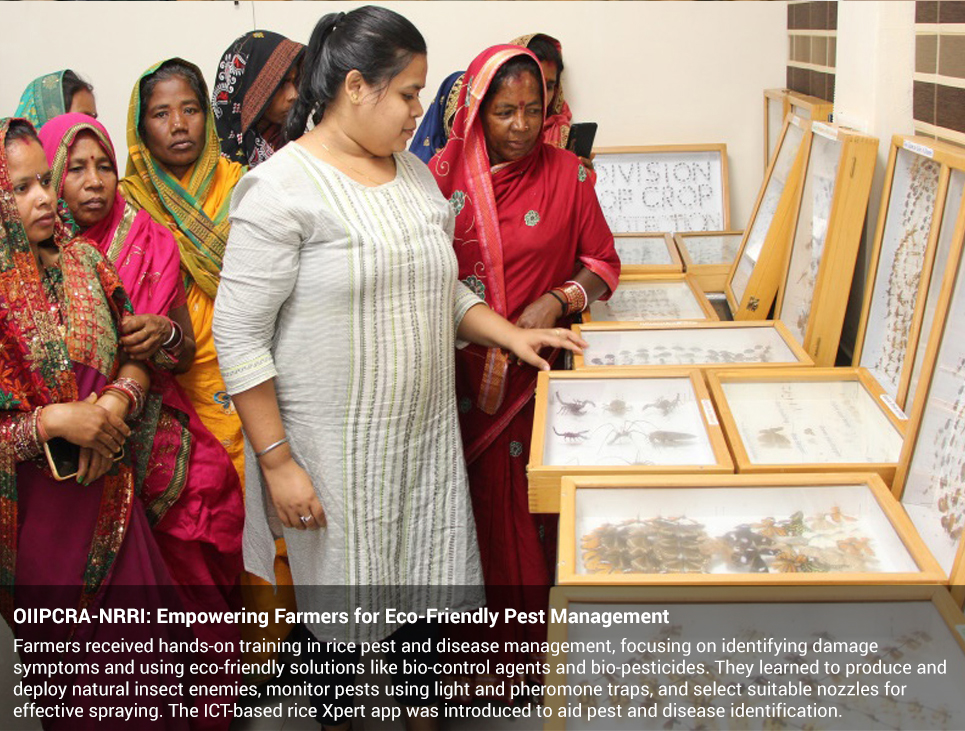 DIVISION
OF CROP
OIIPCRA-NRRI: Empowering Farmers for Eco-Friendly Pest Management
Farmers received hands-on training in rice pest and disease management, focusing on identifying damage
symptoms and using eco-friendly solutions like bio-control agents and bio-pesticides. They learned to produce and
deploy natural insect enemies, monitor pests using light and pheromone traps, and select suitable nozzles for
effective spraying. The ICT-based rice Xpert app was introduced to aid pest and disease identification.